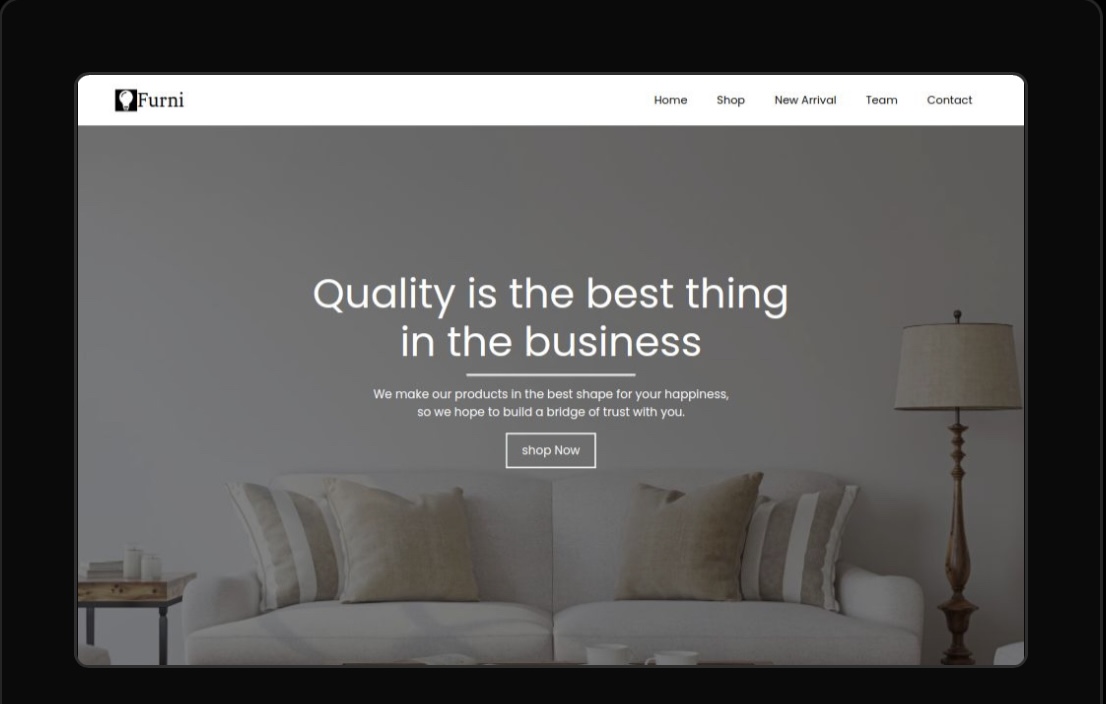 Furni
Home Shop New Arrival Team Contact
Quality is the best thing
in the business
We make our products in the best shape for your happiness,
so we hope to build a bridge of trust with you.
shop Now